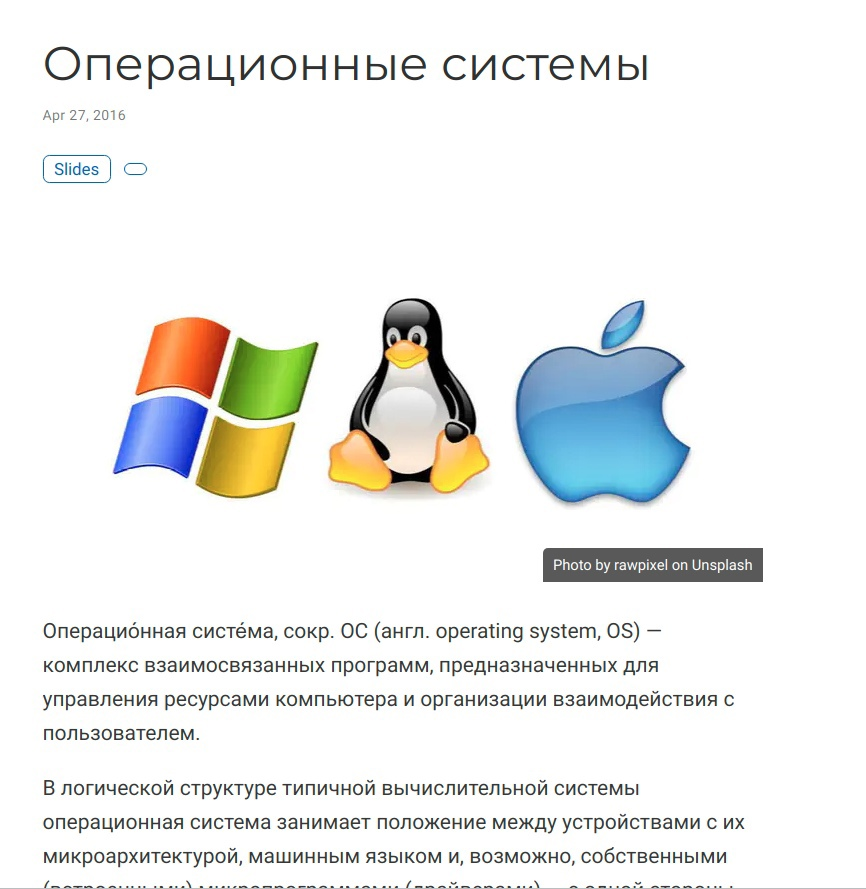 Операционные системы
Apr 27, 2016
Slides
Photo by rawpixel on Unsplash
Операцио́нная систе́ма, сокр. ОС (англ. operating system, OS) —
комплекс взаимосвязанных программ, предназначенных для
управления ресурсами компьютера и организации взаимодействия с
пользователем.
В логической структуре типичной вычислительной системы
операционная система занимает положение между устройствами с их
микроархитектурой, машинным языком и, возможно, собственными
(встроенными) микропрограммами (драйверами) — с одной стороны